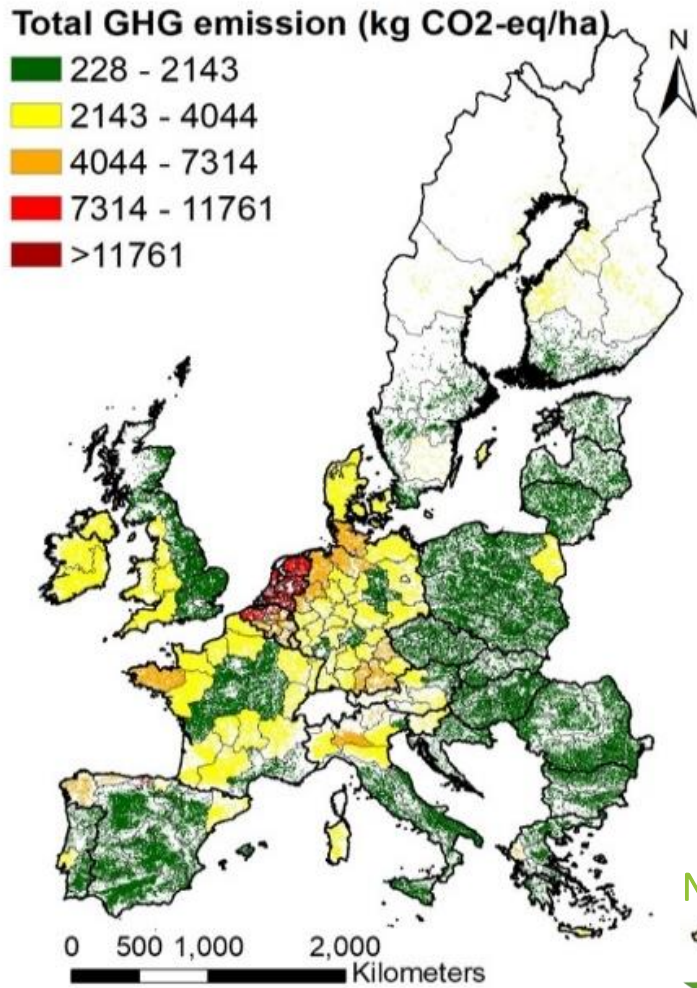 Total GHG emission (kg CO2-eq/ha)
N
228 - 2143
2143 - 4044
4044 - 7314
7314 - 11761
>11761
0 500 1,000 2,000
Kilometers